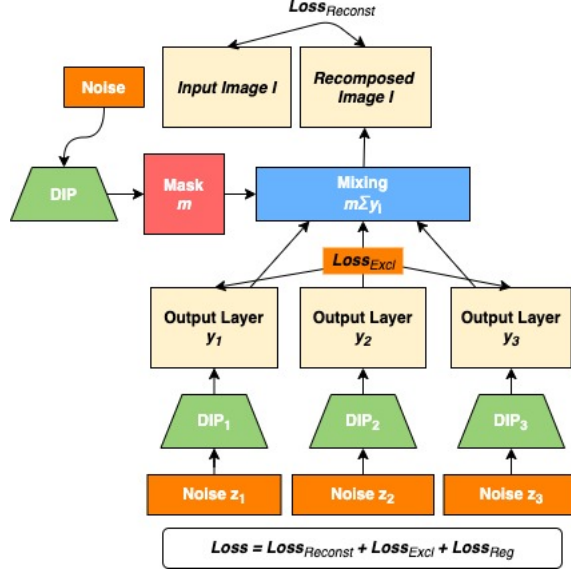 Loss_Reconst
Noise
Input Image I
Recomposed
Image I
DIP
Mask
m
Mixing
mΣy_i
Loss_Excl
Output Layer
y_1
Output Layer
y_2
Output Layer
y_3
DIP_1
DIP_2
DIP_3
Noise z_1
Noise z_2
Noise z_3
Loss = Loss_Reconst + Loss_Excl + Loss_Reg